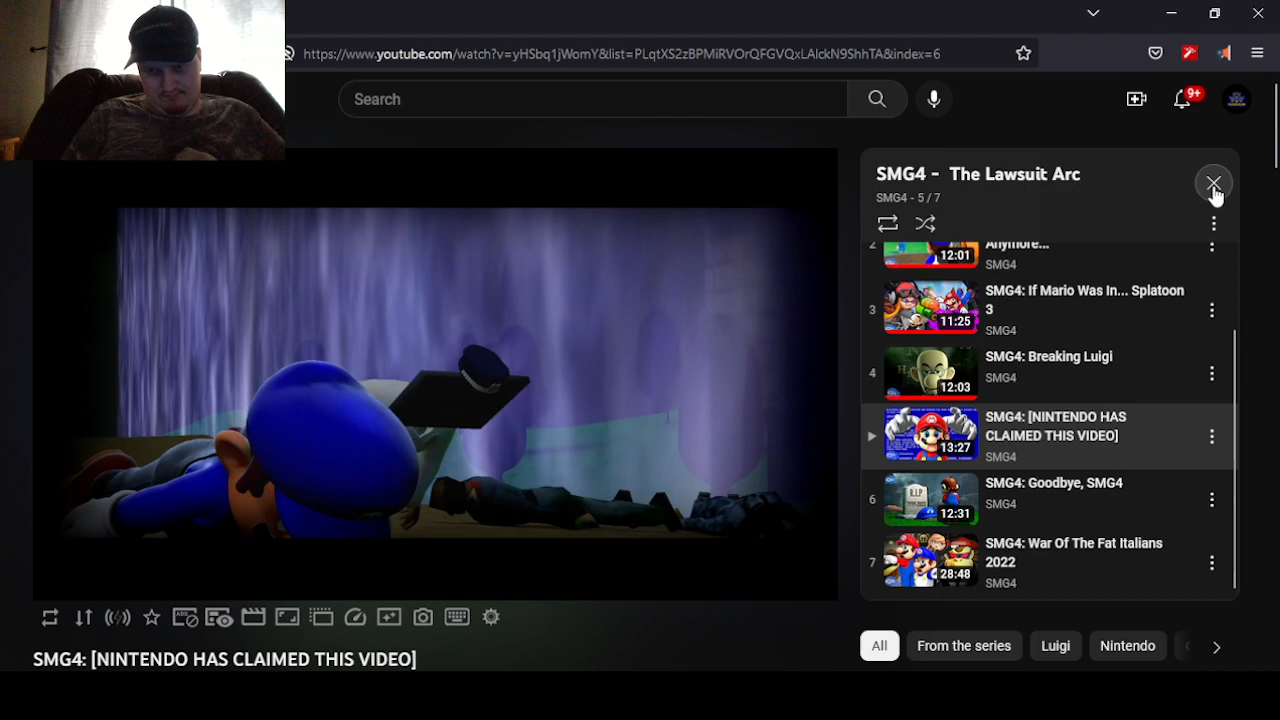 https://www.youtube.com/watch?v=yHSbq1jWomY&list=PLqtXS2zBPMiRVOrQFGVQxLAlckN9ShhTA&index=6
Search
9+
SMG4 - The Lawsuit Arc
SMG4 - 5 / 7
2
Anymore...
12:01
SMG4
3
SMG4: If Mario Was In... Splatoon
3
11:25
SMG4
4
SMG4: Breaking Luigi
12:03
SMG4
SMG4: [NINTENDO HAS
CLAIMED THIS VIDEO]
13:27
SMG4
6
SMG4: Goodbye, SMG4
R.I.P
12:31
SMG4
7
SMG4: War Of The Fat Italians
2022
28:48
SMG4
All
From the series
Luigi
Nintendo
SMG4: [NINTENDO HAS CLAIMED THIS VIDEO]